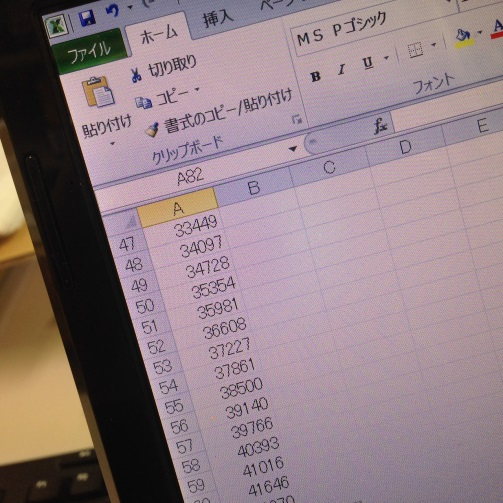 ファイル ホーム 挿入
切り取り
コピー
書式のコピー/貼り付け
貼り付け
クリップボード
ＭＳ Ｐゴシック
B I U A
フォント
A82 fx
A B C D E
47 33449
48 34097
49 34728
50 35354
51 35981
52 36608
53 37227
54 37861
55 38500
56 39140
57 39766
58 40393
59 41016
41646